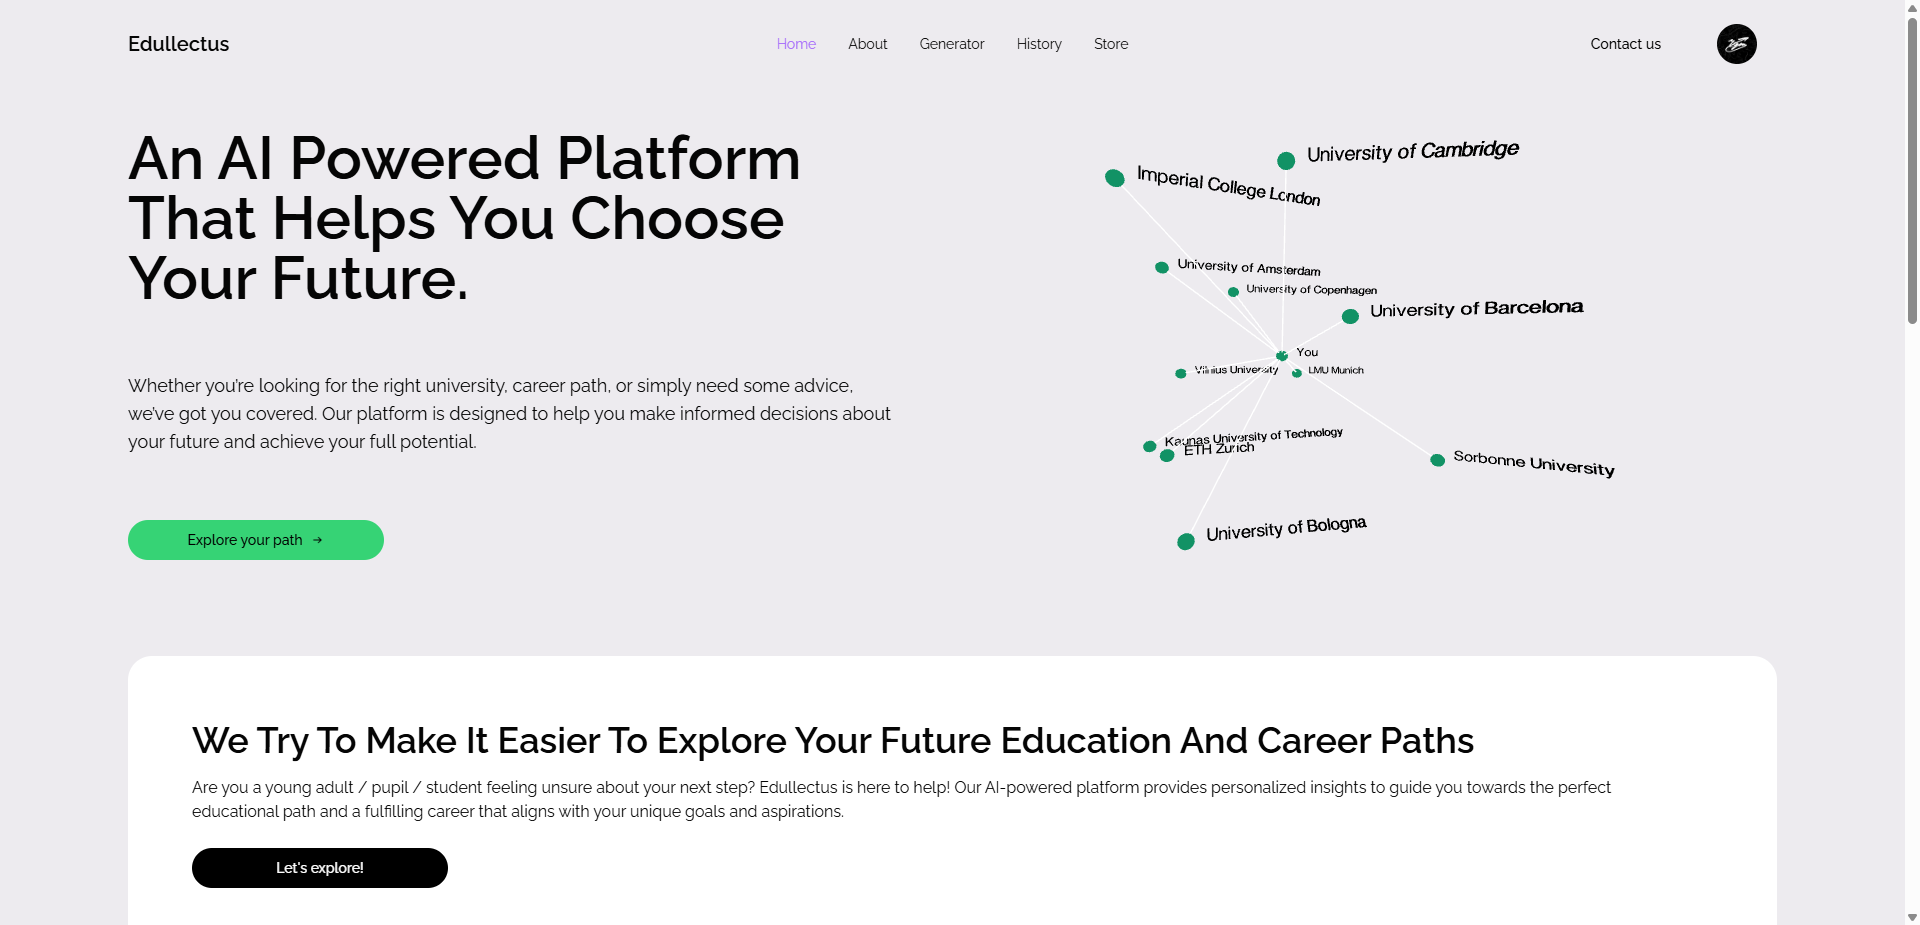 Edullectus
Home
About
Generator
History
Store
Contact us
An AI Powered Platform
That Helps You Choose
Your Future.
Whether you’re looking for the right university, career path, or simply need some advice,
we’ve got you covered. Our platform is designed to help you make informed decisions about
your future and achieve your full potential.
Explore your path →
University of Cambridge
Imperial College London
University of Amsterdam
University of Copenhagen
University of Barcelona
You
Vilnius University
LMU Munich
Kaunas University of Technology
ETH Zurich
Sorbonne University
University of Bologna
We Try To Make It Easier To Explore Your Future Education And Career Paths
Are you a young adult / pupil / student feeling unsure about your next step? Edullectus is here to help! Our AI-powered platform provides personalized insights to guide you towards the perfect
educational path and a fulfilling career that aligns with your unique goals and aspirations.
Let's explore!